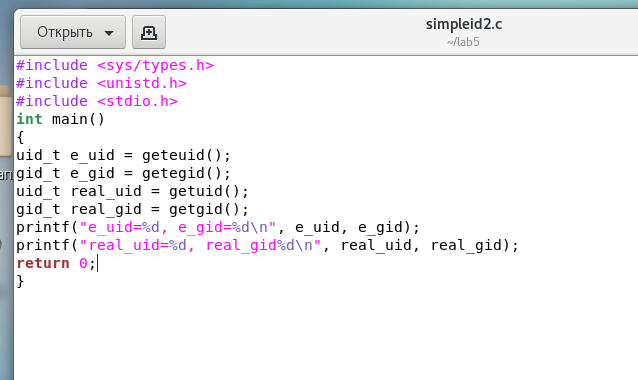 Открыть
simpleid2.c
~/lab5
#include <sys/types.h>
#include <unistd.h>
#include <stdio.h>
int main()
{
uid_t e_uid = geteuid();
gid_t e_gid = getegid();
uid_t real_uid = getuid();
gid_t real_gid = getgid();
printf("e_uid=%d, e_gid=%d\n", e_uid, e_gid);
printf("real_uid=%d, real_gid%d\n", real_uid, real_gid);
return 0;
}